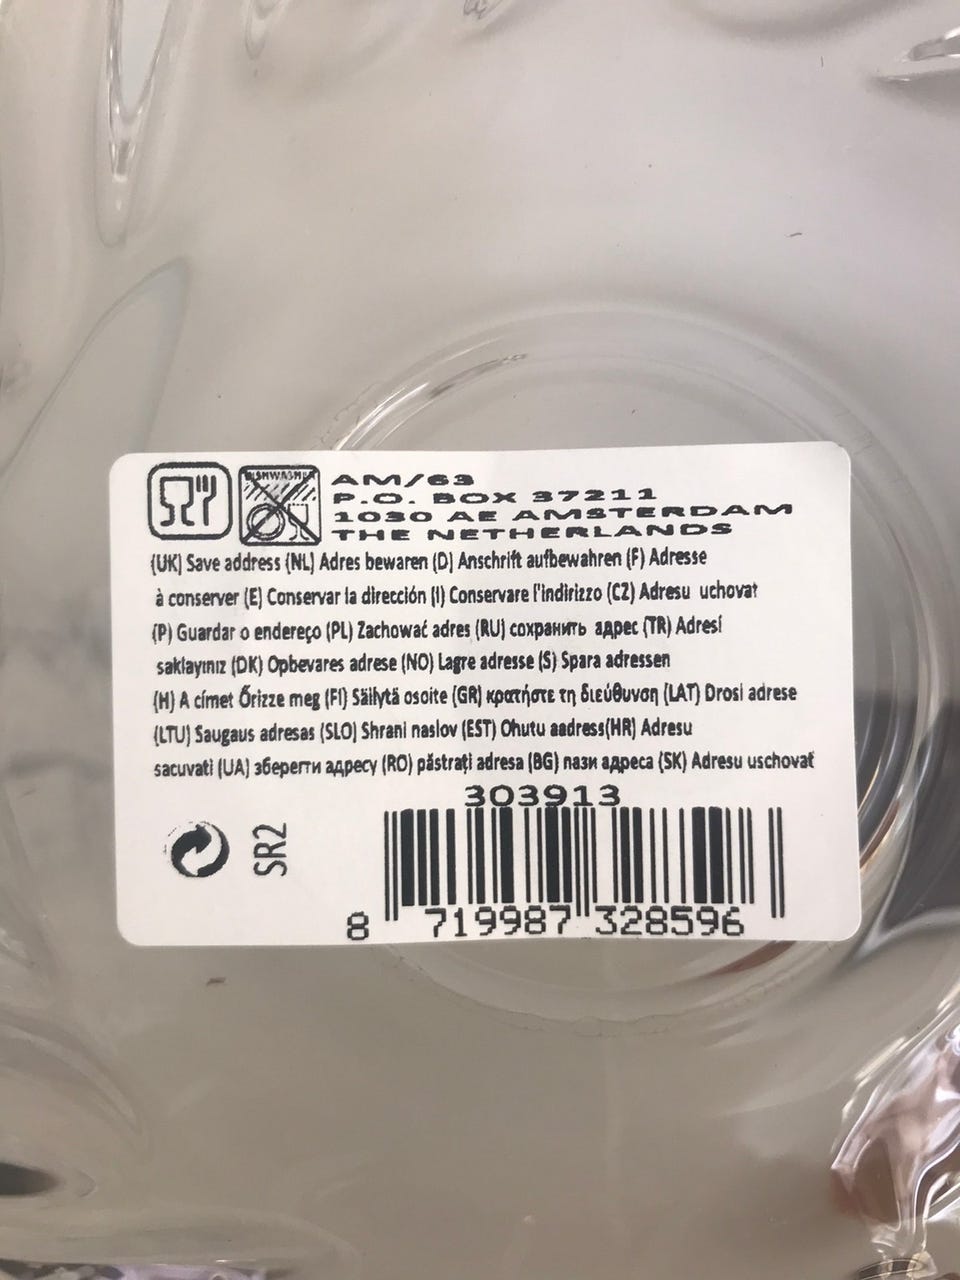 DISHWASHER
AM/63
P.O. BOX 37211
1030 AE AMSTERDAM
THE NETHERLANDS
(UK) Save address (NL) Adres bewaren (D) Anschrift aufbewahren (F) Adresse
à conserver (E) Conservar la dirección (I) Conservare l'indirizzo (CZ) Adresu uchovat
(P) Guardar o endereço (PL) Zachować adres (RU) сохранить адрес (TR) Adresi
saklayınız (DK) Opbevares adrese (NO) Lagre adresse (S) Spara adressen
(H) A címet Őrizze meg (FI) Säilytä osoite (GR) κρατήστε τη διεύθυνση (LAT) Drosi adrese
(LTU) Saugaus adresas (SLO) Shrani naslov (EST) Ohutu aadress(HR) Adresu
sacuvati (UA) зберегти адресу (RO) păstrați adresa (BG) пази адреса (SK) Adresu uschovať
303913
SR2
8 719987 328596